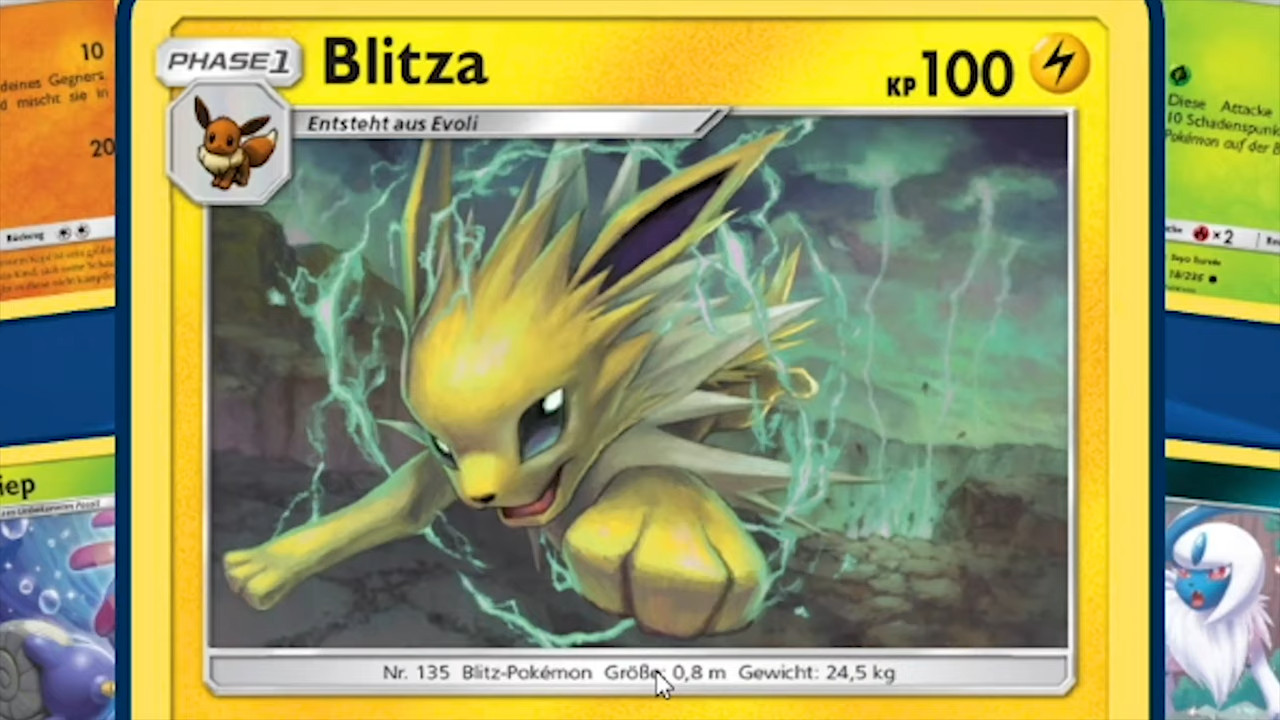 10
deines Gegners.
d mischt sie in
20
Rückzug
PHASE 1
Blitza
KP 100
Entsteht aus Evoli
Nr. 135 Blitz-Pokémon Größe: 0,8 m Gewicht: 24,5 kg
iep
Diese Attacke
10 Schadenspunk
Pokémon auf der B
×2